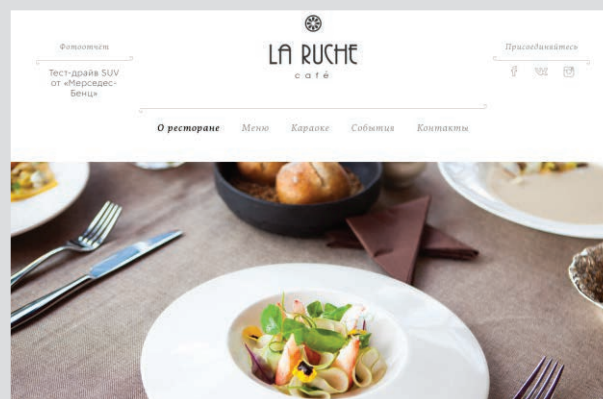 Фотоотчёт
Тест-драйв SUV
от «Мерседес-
Бенц»
LA RUCHE
café
Присоединяйтесь
О ресторане Меню Караоке События Контакты